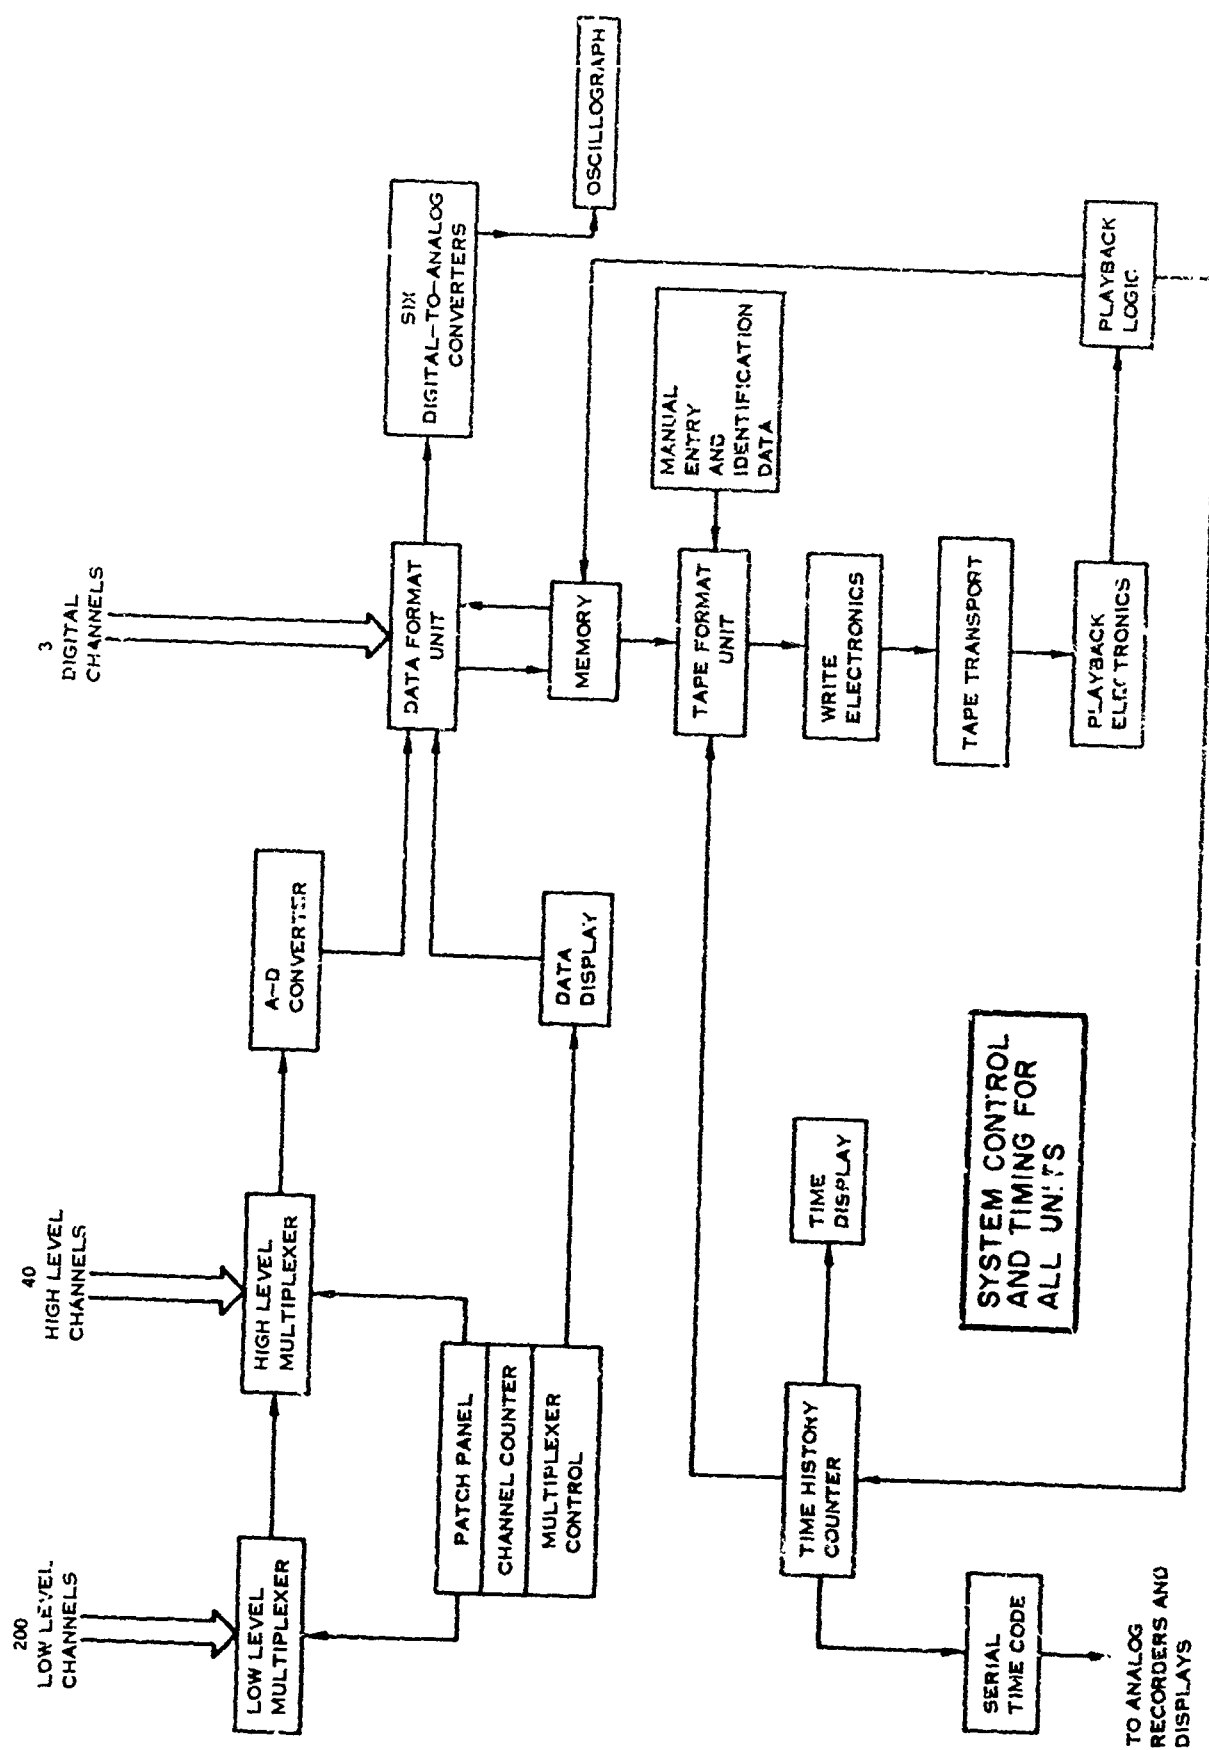 200
LOW LEVEL
CHANNELS
40
HIGH LEVEL
CHANNELS
3
DIGITAL
CHANNELS
LOW LEVEL
MULTIPLEXER
HIGH LEVEL
MULTIPLEXER
A-D
CONVERTER
DATA FORMAT
UNIT
SIX
DIGITAL-TO-ANALOG
CONVERTERS
OSCILLOGRAPH
PATCH PANEL
CHANNEL COUNTER
MULTIPLEXER
CONTROL
DATA
DISPLAY
MEMORY
MANUAL
ENTRY
AND
IDENTIFICATION
DATA
TAPE FORMAT
UNIT
TIME HISTORY
COUNTER
TIME
DISPLAY
WRITE
ELECTRONICS
TAPE TRANSPORT
PLAYBACK
ELECTRONICS
PLAYBACK
LOGIC
SERIAL
TIME CODE
SYSTEM CONTROL
AND TIMING FOR
ALL UNITS
TO ANALOG
RECORDERS AND
DISPLAYS